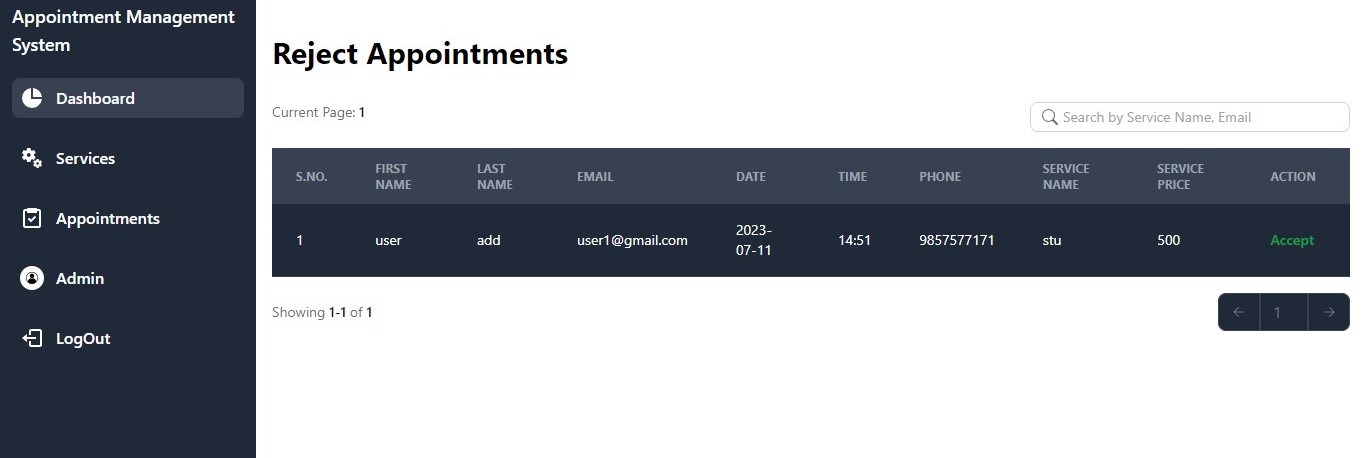 Appointment Management
System
Dashboard
Services
Appointments
Admin
LogOut
Reject Appointments
Current Page: 1
Search by Service Name, Email
S.NO. FIRST NAME LAST NAME EMAIL DATE TIME PHONE SERVICE NAME SERVICE PRICE ACTION
1 user add user1@gmail.com 2023-07-11 14:51 9857577171 stu 500 Accept
Showing 1-1 of 1
1